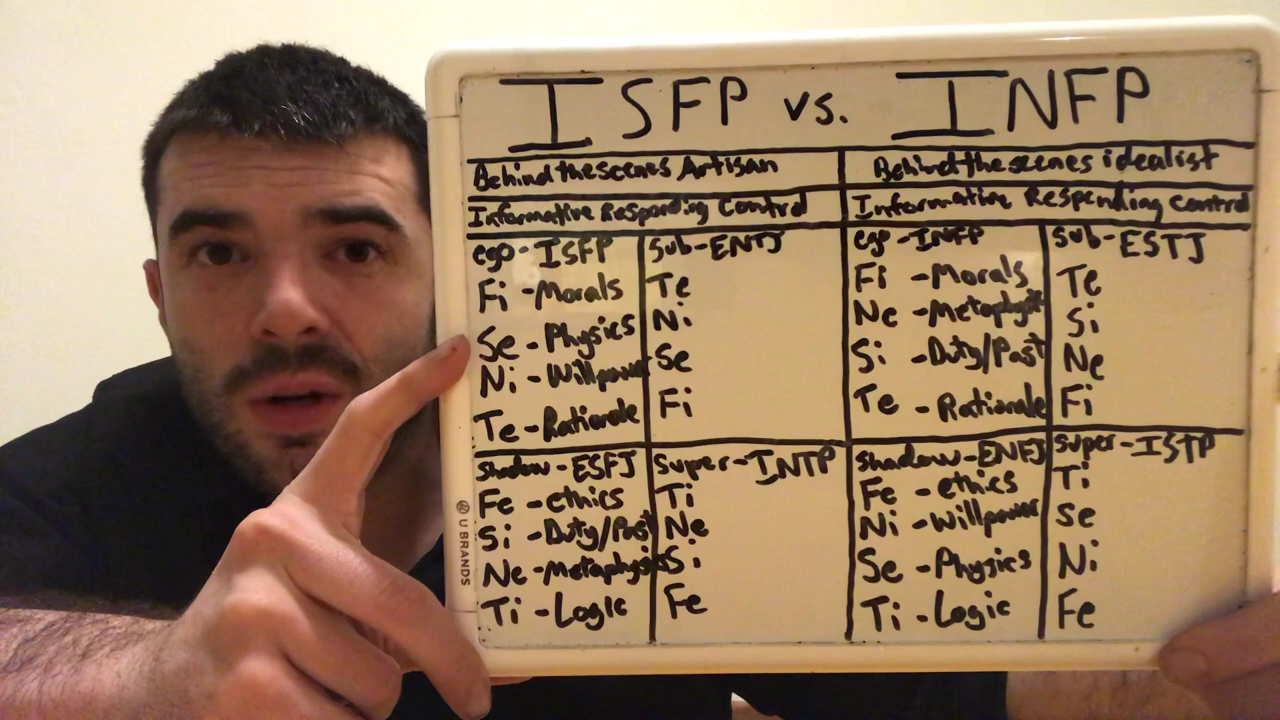 ISFP vs. INFP
Behind the scenes Artisan
Behind the scenes idealist
Informative Responding Control
Informative Responding control
ego-ISFP
Fi -Morals
Se -Physics
Ni -Willpower
Te -Rationale
sub-ENTJ
Te
Ni
Se
Fi
ego-INFP
Fi -Morals
Ne -Metaphysics
Si -Duty/Past
Te -Rationale
sub-ESTJ
Te
Si
Ne
Fi
shadow-ESFJ
Fe -ethics
Si -Duty/Past
Ne -Metaphysics
Ti -Logic
super-INTP
Ti
Ne
Si
Fe
shadow-ENFJ
Fe -ethics
Ni -Willpower
Se -Physics
Ti -Logic
super-ISTP
Ti
Se
Ni
Fe
U BRANDS